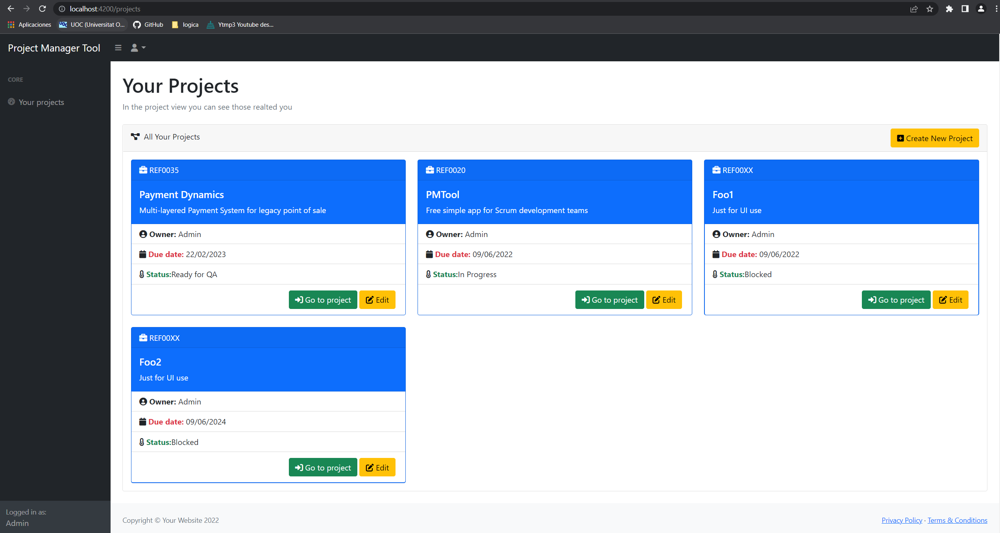 localhost:4200/projects
Aplicaciones UOC (Universitat O... GitHub logica Ytmp3 Youtube des...
Project Manager Tool
CORE
Your projects
Your Projects
In the project view you can see those realted you
All Your Projects
Create New Project
REF0035
Payment Dynamics
Multi-layered Payment System for legacy point of sale
Owner: Admin
Due date: 22/02/2023
Status:Ready for QA
Go to project Edit
REF0020
PMTool
Free simple app for Scrum development teams
Owner: Admin
Due date: 09/06/2022
Status:In Progress
Go to project Edit
REF00XX
Foo1
Just for UI use
Owner: Admin
Due date: 09/06/2022
Status:Blocked
Go to project Edit
REF00XX
Foo2
Just for UI use
Owner: Admin
Due date: 09/06/2024
Status:Blocked
Go to project Edit
Logged in as:
Admin
Copyright © Your Website 2022
Privacy Policy · Terms & Conditions